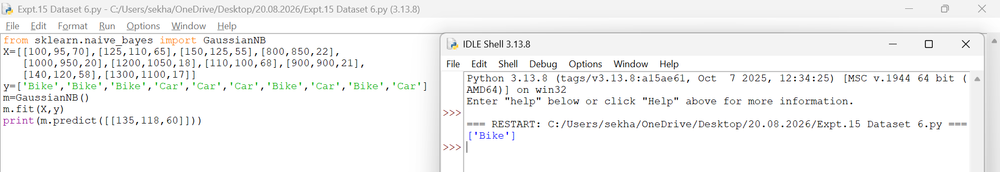 Expt.15 Dataset 6.py - C:/Users/sekha/OneDrive/Desktop/20.08.2026/Expt.15 Dataset 6.py (3.13.8)
File Edit Format Run Options Window Help
from sklearn.naive_bayes import GaussianNB
X=[[100,95,70],[125,110,65],[150,125,55],[800,850,22],
[1000,950,20],[1200,1050,18],[110,100,68],[900,900,21],
[140,120,58],[1300,1100,17]]
y=['Bike','Bike','Bike','Car','Car','Car','Bike','Car','Bike','Car']
m=GaussianNB()
m.fit(X,y)
print(m.predict([[135,118,60]]))
IDLE Shell 3.13.8
File Edit Shell Debug Options Window Help
Python 3.13.8 (tags/v3.13.8:a15ae61, Oct  7 2025, 12:34:25) [MSC v.1944 64 bit (
AMD64)] on win32
Enter "help" below or click "Help" above for more information.
>>>
=== RESTART: C:/Users/sekha/OneDrive/Desktop/20.08.2026/Expt.15 Dataset 6.py ===
['Bike']
>>>